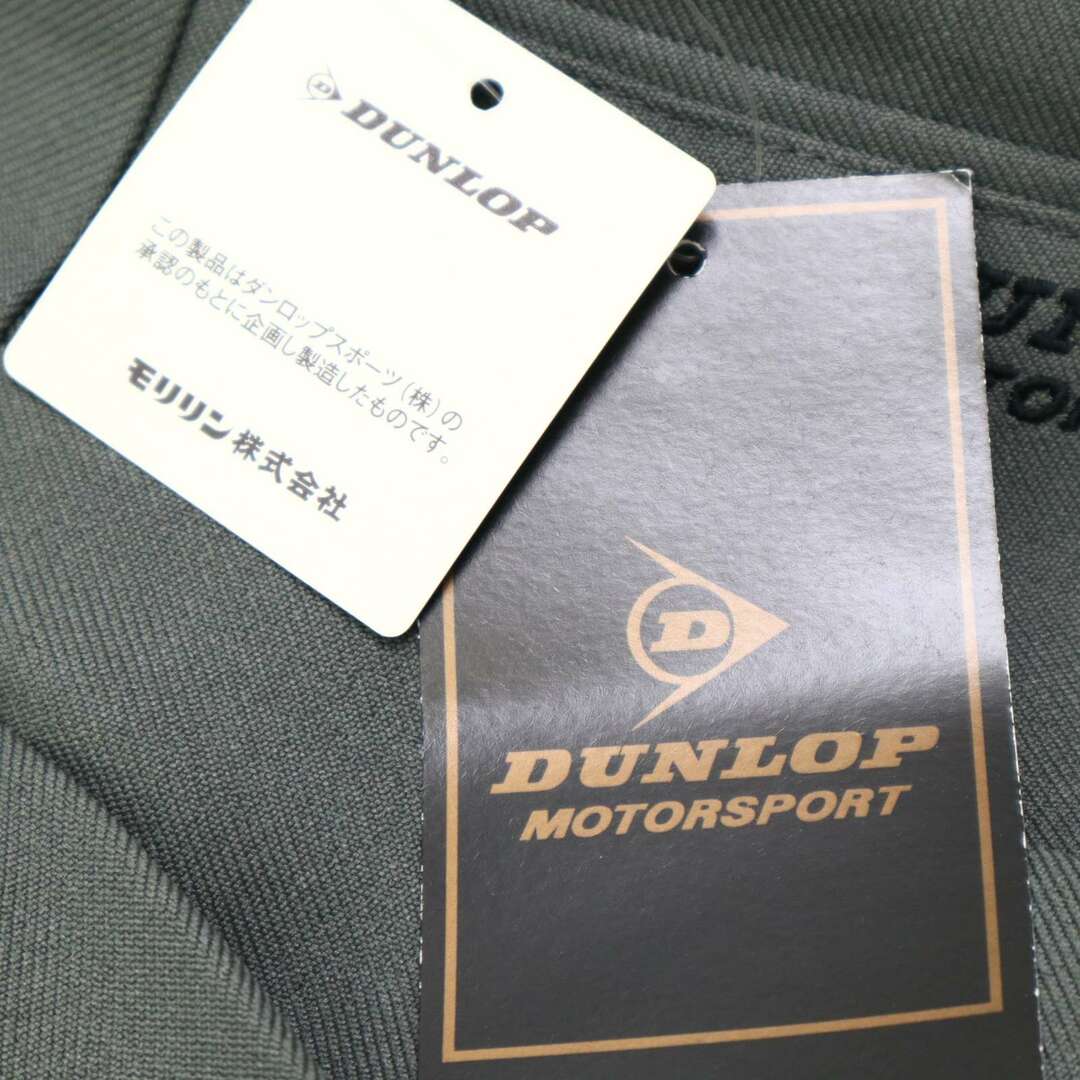 D DUNLOP
この製品はダンロップスポーツ(株)の
承認のもとに企画し製造したものです。
モリリン株式会社
D
DUNLOP
MOTORSPORT